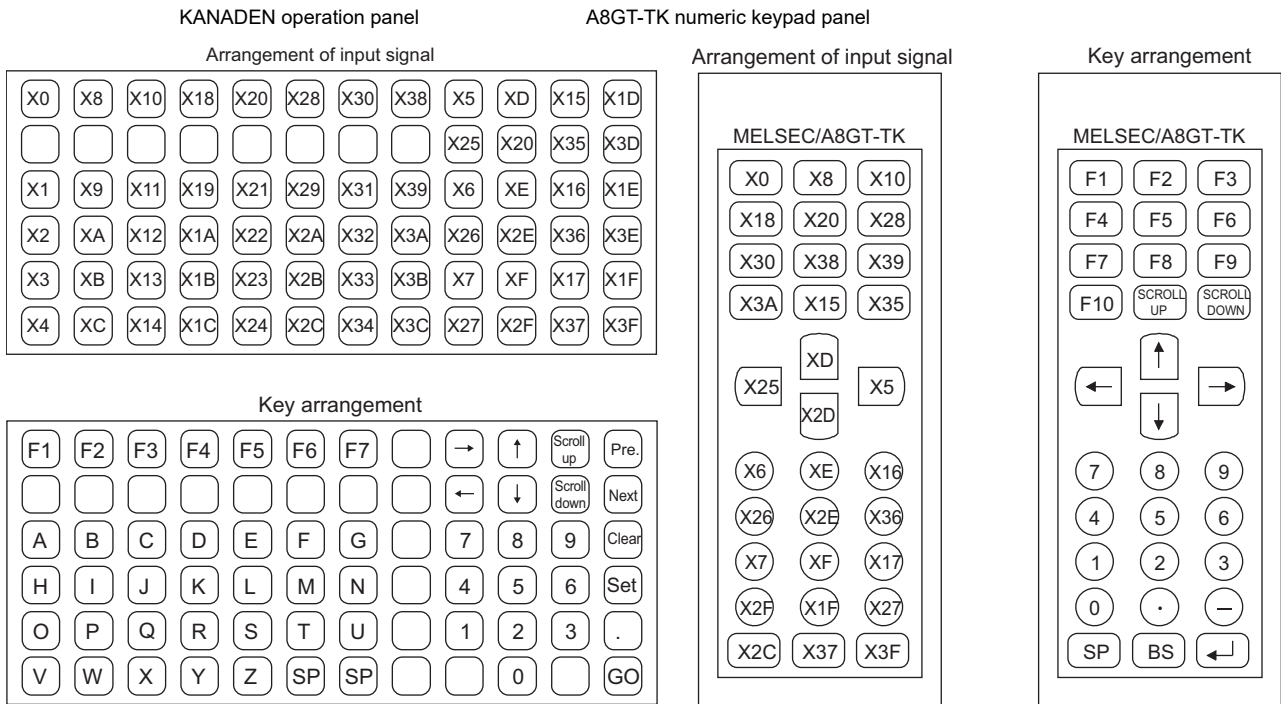 KANADEN operation panel
A8GT-TK numeric keypad panel
Arrangement of input signal
X0 X8 X10 X18 X20 X28 X30 X38 X5 XD X15 X1D
X25 X20 X35 X3D
X1 X9 X11 X19 X21 X29 X31 X39 X6 XE X16 X1E
X2 XA X12 X1A X22 X2A X32 X3A X26 X2E X36 X3E
X3 XB X13 X1B X23 X2B X33 X3B X7 XF X17 X1F
X4 XC X14 X1C X24 X2C X34 X3C X27 X2F X37 X3F
Key arrangement
F1 F2 F3 F4 F5 F6 F7 → ↑ Scroll up Pre.
← ↓ Scroll down Next
A B C D E F G 7 8 9 Clear
H I J K L M N 4 5 6 Set
O P Q R S T U 1 2 3 .
V W X Y Z SP SP 0 GO
Arrangement of input signal
MELSEC/A8GT-TK
X0 X8 X10
X18 X20 X28
X30 X38 X39
X3A X15 X35
XD
X25 X5
X2D
X6 XE X16
X26 X2E X36
X7 XF X17
X2F X1F X27
X2C X37 X3F
Key arrangement
MELSEC/A8GT-TK
F1 F2 F3
F4 F5 F6
F7 F8 F9
F10 SCROLL UP SCROLL DOWN
↑
← →
↓
7 8 9
4 5 6
1 2 3
0 · −
SP BS ↵